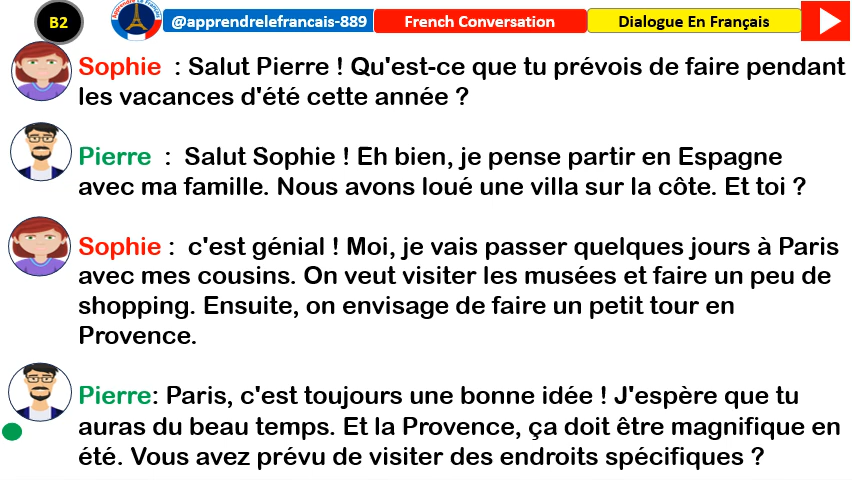 B2
Apprendre Le Français
@apprendrelefrancais-889
French Conversation
Dialogue En Français
Sophie : Salut Pierre ! Qu'est-ce que tu prévois de faire pendant
les vacances d'été cette année ?
Pierre : Salut Sophie ! Eh bien, je pense partir en Espagne
avec ma famille. Nous avons loué une villa sur la côte. Et toi ?
Sophie : c'est génial ! Moi, je vais passer quelques jours à Paris
avec mes cousins. On veut visiter les musées et faire un peu de
shopping. Ensuite, on envisage de faire un petit tour en
Provence.
Pierre: Paris, c'est toujours une bonne idée ! J'espère que tu
auras du beau temps. Et la Provence, ça doit être magnifique en
été. Vous avez prévu de visiter des endroits spécifiques ?